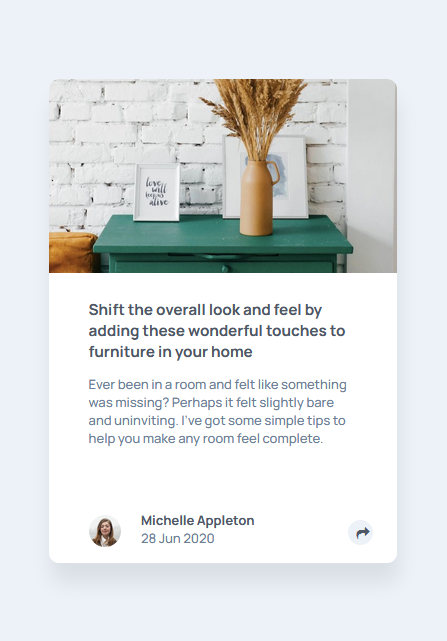 love
will
keep us
alive
Shift the overall look and feel by
adding these wonderful touches to
furniture in your home
Ever been in a room and felt like something
was missing? Perhaps it felt slightly bare
and uninviting. I've got some simple tips to
help you make any room feel complete.
Michelle Appleton
28 Jun 2020